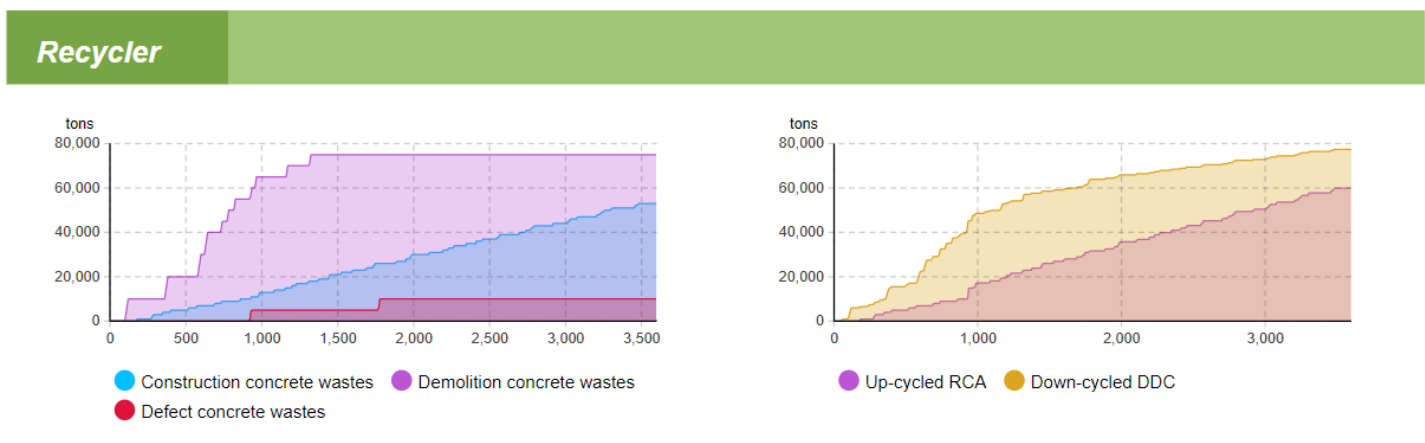 Recycler
tons
80,000
60,000
40,000
20,000
0
0 500 1,000 1,500 2,000 2,500 3,000 3,500
Construction concrete wastes Demolition concrete wastes
Defect concrete wastes
tons
80,000
60,000
40,000
20,000
0
0 1,000 2,000 3,000
Up-cycled RCA Down-cycled DDC